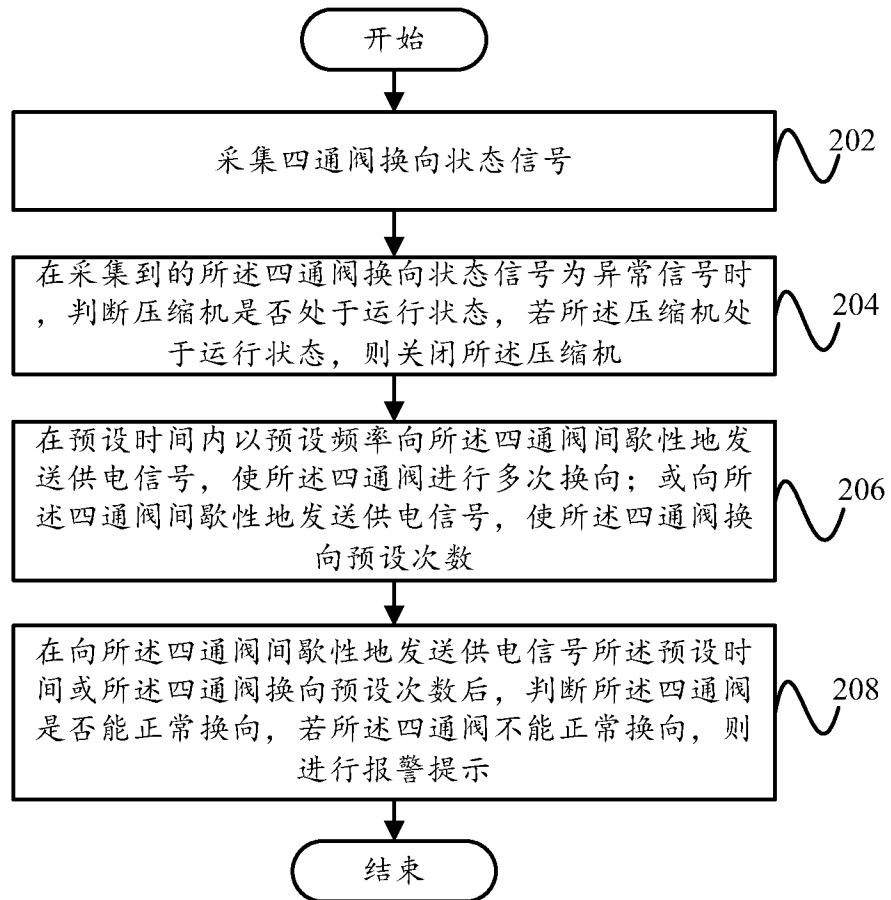 开始
采集四通阀换向状态信号
202
在采集到的所述四通阀换向状态信号为异常信号时
，判断压缩机是否处于运行状态，若所述压缩机处
于运行状态，则关闭所述压缩机
204
在预设时间内以预设频率向所述四通阀间歇性地发
送供电信号，使所述四通阀进行多次换向；或向所
述四通阀间歇性地发送供电信号，使所述四通阀换
向预设次数
206
在向所述四通阀间歇性地发送供电信号所述预设时
间或所述四通阀换向预设次数后，判断所述四通阀
是否能正常换向，若所述四通阀不能正常换向，则
进行报警提示
208
结束